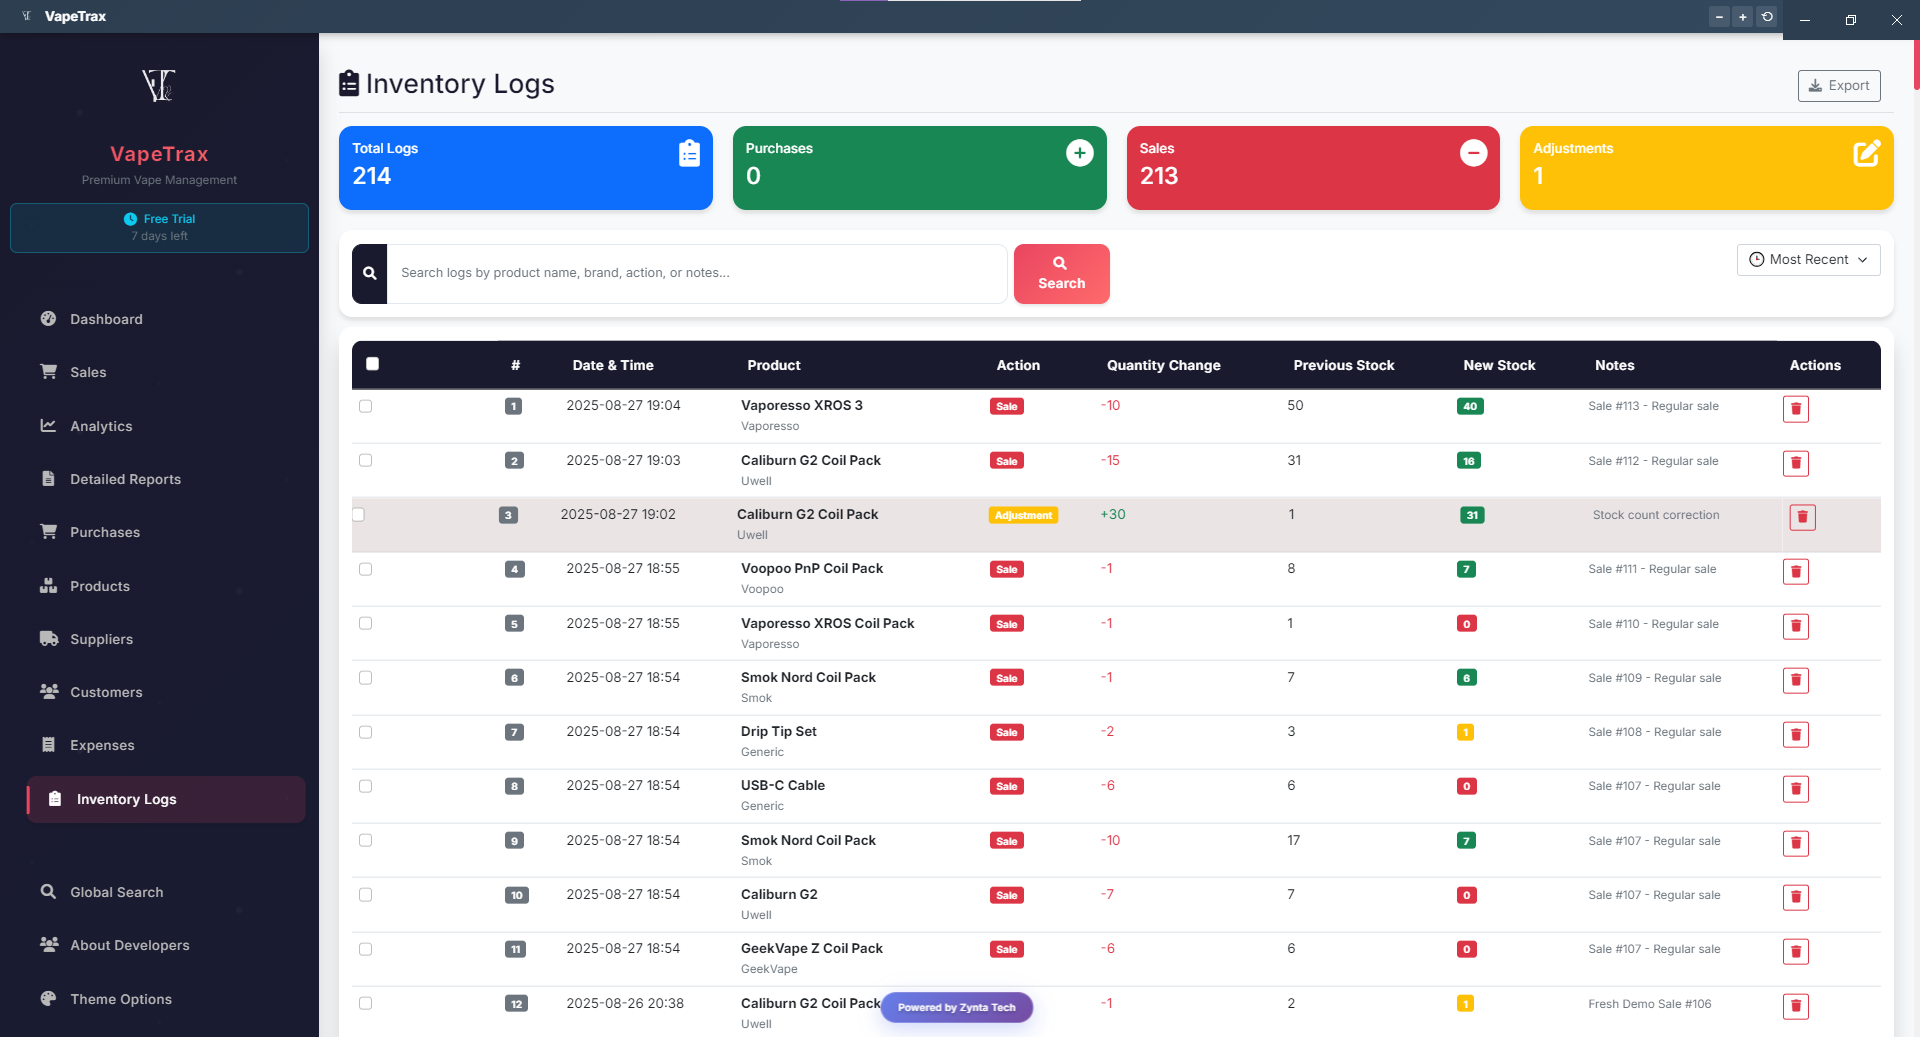 VapeTrax
VapeTrax
Premium Vape Management
Free Trial
7 days left
Dashboard
Sales
Analytics
Detailed Reports
Purchases
Products
Suppliers
Customers
Expenses
Inventory Logs
Global Search
About Developers
Theme Options
Inventory Logs
Export
Total Logs
214
Purchases
0
Sales
213
Adjustments
1
Search logs by product name, brand, action, or notes...
Search
Most Recent
# Date & Time Product Action Quantity Change Previous Stock New Stock Notes Actions
1 2025-08-27 19:04 Vaporesso XROS 3 Sale -10 50 40 Sale #113 - Regular sale
Vaporesso
2 2025-08-27 19:03 Caliburn G2 Coil Pack Sale -15 31 16 Sale #112 - Regular sale
Uwell
3 2025-08-27 19:02 Caliburn G2 Coil Pack Adjustment +30 1 31 Stock count correction
Uwell
4 2025-08-27 18:55 Voopoo PnP Coil Pack Sale -1 8 7 Sale #111 - Regular sale
Voopoo
5 2025-08-27 18:55 Vaporesso XROS Coil Pack Sale -1 1 0 Sale #110 - Regular sale
Vaporesso
6 2025-08-27 18:54 Smok Nord Coil Pack Sale -1 7 6 Sale #109 - Regular sale
Smok
7 2025-08-27 18:54 Drip Tip Set Sale -2 3 1 Sale #108 - Regular sale
Generic
8 2025-08-27 18:54 USB-C Cable Sale -6 6 0 Sale #107 - Regular sale
Generic
9 2025-08-27 18:54 Smok Nord Coil Pack Sale -10 17 7 Sale #107 - Regular sale
Smok
10 2025-08-27 18:54 Caliburn G2 Sale -7 7 0 Sale #107 - Regular sale
Uwell
11 2025-08-27 18:54 GeekVape Z Coil Pack Sale -6 6 0 Sale #107 - Regular sale
GeekVape
12 2025-08-26 20:38 Caliburn G2 Coil Pack -1 2 1 Fresh Demo Sale #106
Uwell
Powered by Zynta Tech